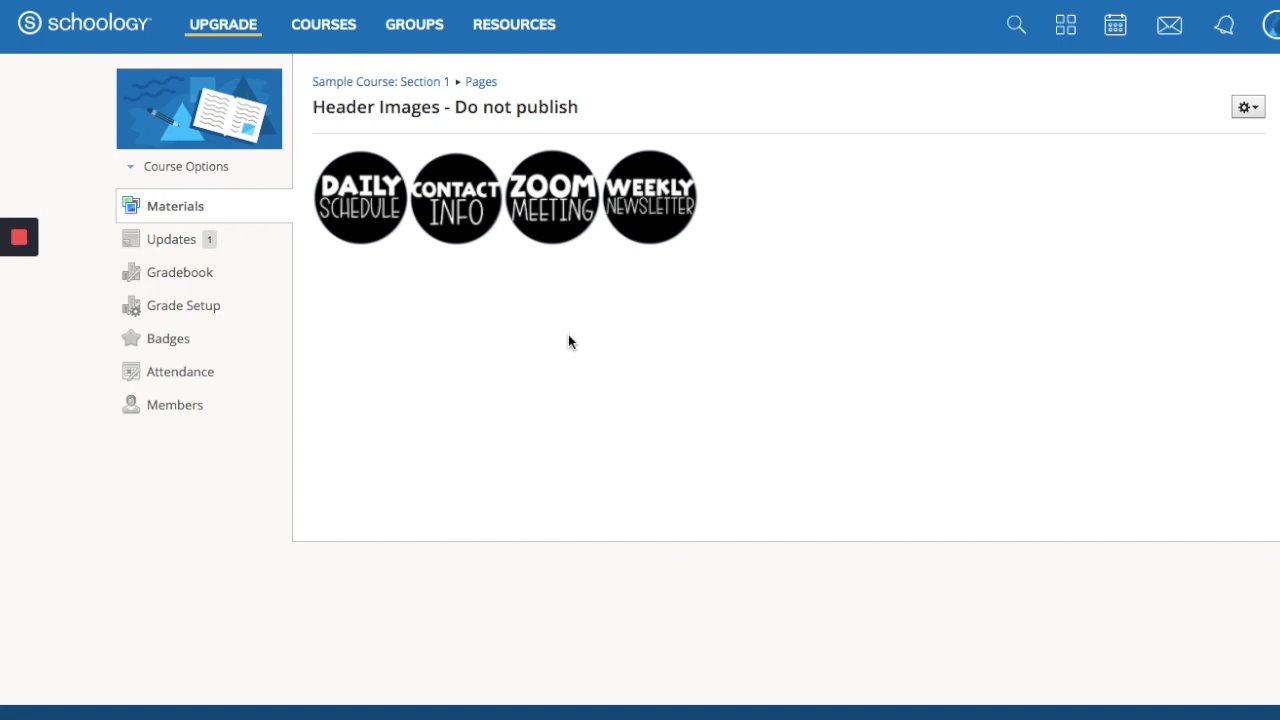 schoology
UPGRADE COURSES GROUPS RESOURCES
Sample Course: Section 1 ▸ Pages
Header Images - Do not publish
Course Options
Materials
Updates 1
Gradebook
Grade Setup
Badges
Attendance
Members
DAILY SCHEDULE
CONTACT INFO
ZOOM MEETING
WEEKLY NEWSLETTER